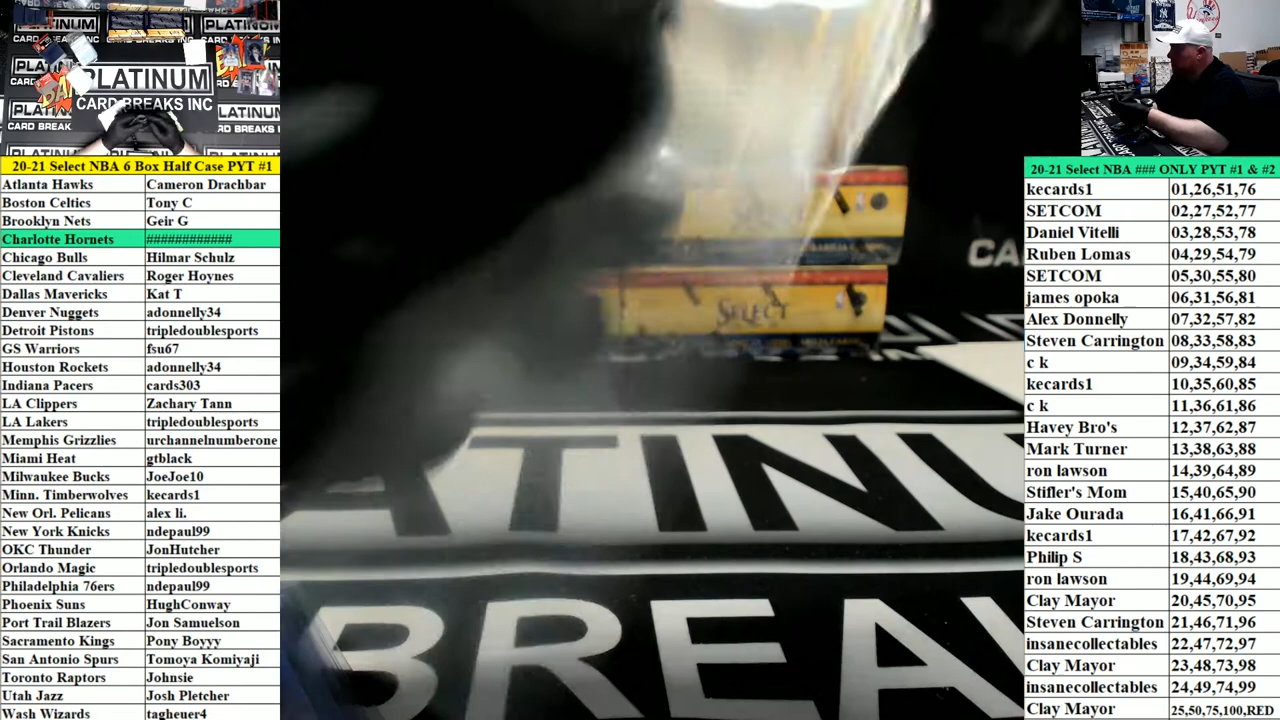 PLATINUM
CARD BREAKS INC
20-21 Select NBA 6 Box Half Case PYT #1
Atlanta Hawks Cameron Drachbar
Boston Celtics Tony C
Brooklyn Nets Geir G
Charlotte Hornets ############
Chicago Bulls Hilmar Schulz
Cleveland Cavaliers Roger Hoynes
Dallas Mavericks Kat T
Denver Nuggets adonnelly34
Detroit Pistons tripledoublesports
GS Warriors fsu67
Houston Rockets adonnelly34
Indiana Pacers cards303
LA Clippers Zachary Tann
LA Lakers tripledoublesports
Memphis Grizzlies urchannelnumberone
Miami Heat gtblack
Milwaukee Bucks JoeJoe10
Minn. Timberwolves kecards1
New Orl. Pelicans alex li.
New York Knicks ndepaul99
OKC Thunder JonHutcher
Orlando Magic tripledoublesports
Philadelphia 76ers ndepaul99
Phoenix Suns HughConway
Port Trail Blazers Jon Samuelson
Sacramento Kings Pony Boyyy
San Antonio Spurs Tomoya Komiyaji
Toronto Raptors Johnsie
Utah Jazz Josh Pletcher
Wash Wizards tagheuer4
SELECT
CA
ATINU
BREA
20-21 Select NBA ### ONLY PYT #1 & #2
kecards1 01,26,51,76
SETCOM 02,27,52,77
Daniel Vitelli 03,28,53,78
Ruben Lomas 04,29,54,79
SETCOM 05,30,55,80
james opoka 06,31,56,81
Alex Donnelly 07,32,57,82
Steven Carrington 08,33,58,83
c k 09,34,59,84
kecards1 10,35,60,85
c k 11,36,61,86
Havey Bro's 12,37,62,87
Mark Turner 13,38,63,88
ron lawson 14,39,64,89
Stifler's Mom 15,40,65,90
Jake Ourada 16,41,66,91
kecards1 17,42,67,92
Philip S 18,43,68,93
ron lawson 19,44,69,94
Clay Mayor 20,45,70,95
Steven Carrington 21,46,71,96
insanecollectables 22,47,72,97
Clay Mayor 23,48,73,98
insanecollectables 24,49,74,99
Clay Mayor 25,50,75,100,RED